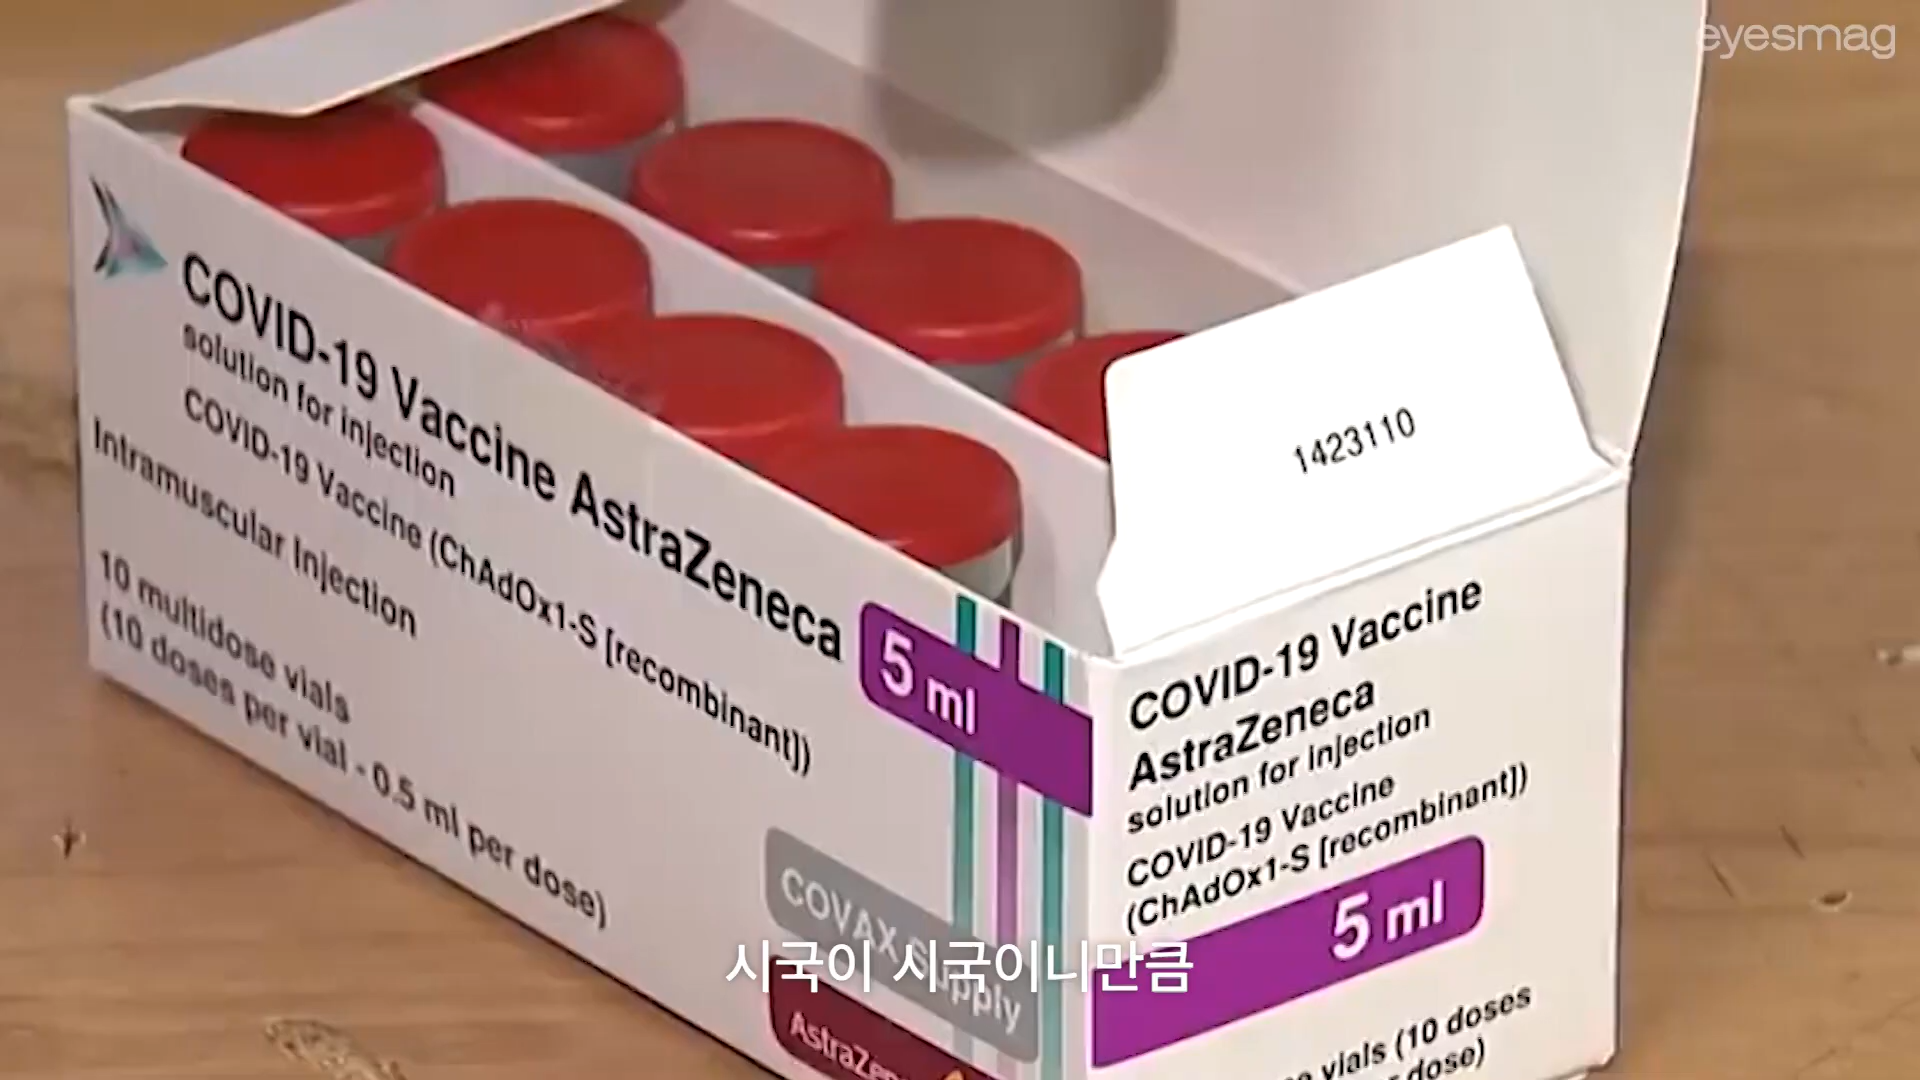 eyesmag
1423110
COVID-19 Vaccine AstraZeneca
solution for injection
COVID-19 Vaccine (ChAdOx1-S [recombinant])
Intramuscular Injection
10 multidose vials
(10 doses per vial - 0.5 ml per dose)
5 ml
COVAX Supply
COVID-19 Vaccine
AstraZeneca
solution for injection
COVID-19 Vaccine
(ChAdOx1-S [recombinant])
5 ml
vials (10 doses
dose)
시국이 시국이니만큼